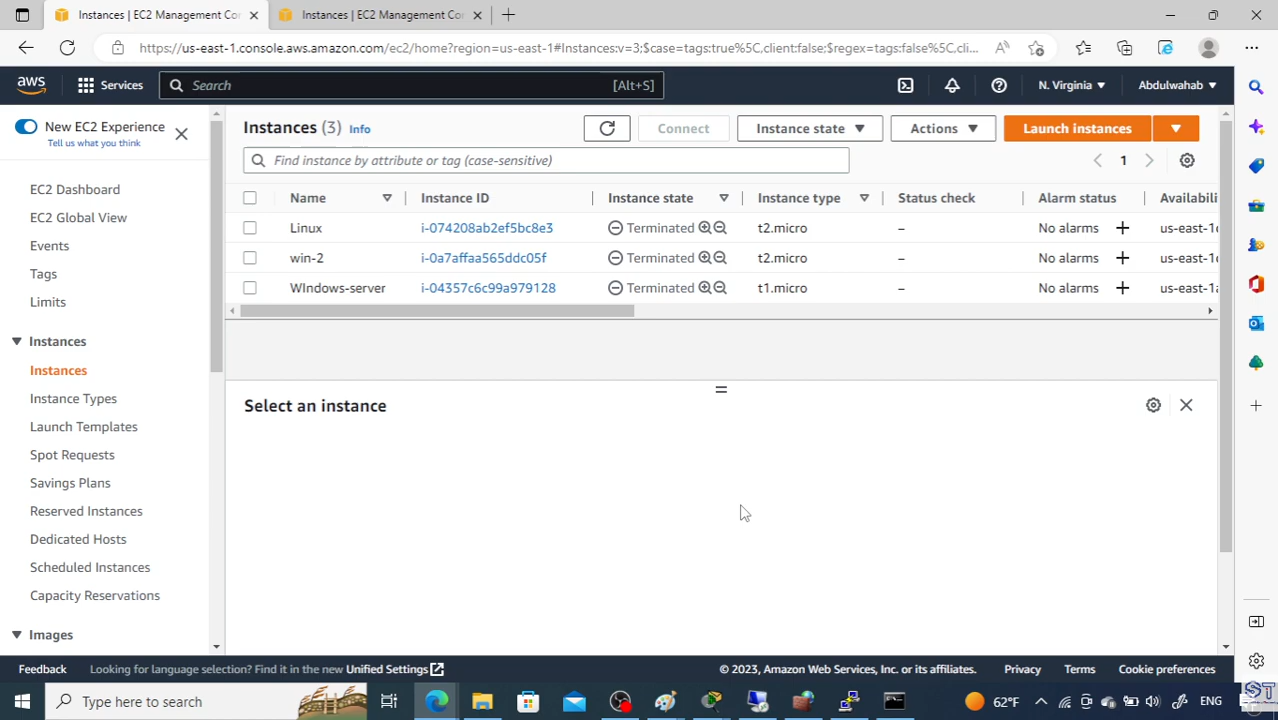 Instances | EC2 Management Cor
Instances | EC2 Management Cor
https://us-east-1.console.aws.amazon.com/ec2/home?region=us-east-1#Instances:v=3;$case=tags:true%5C,client:false;$regex=tags:false%5C,cli...
aws
Services
Search
[Alt+S]
N. Virginia
Abdulwahab
New EC2 Experience
Tell us what you think
EC2 Dashboard
EC2 Global View
Events
Tags
Limits
Instances
Instances
Instance Types
Launch Templates
Spot Requests
Savings Plans
Reserved Instances
Dedicated Hosts
Scheduled Instances
Capacity Reservations
Images
Instances (3) Info
Connect
Instance state
Actions
Launch instances
Find instance by attribute or tag (case-sensitive)
1
Name Instance ID Instance state Instance type Status check Alarm status Availabili
Linux i-074208ab2ef5bc8e3 Terminated t2.micro – No alarms + us-east-1
win-2 i-0a7affaa565ddc05f Terminated t2.micro – No alarms + us-east-1
WIndows-server i-04357c6c99a979128 Terminated t1.micro – No alarms + us-east-1
Select an instance
Feedback
Looking for language selection? Find it in the new Unified Settings
© 2023, Amazon Web Services, Inc. or its affiliates.
Privacy
Terms
Cookie preferences
Type here to search
62°F
ENG
ST